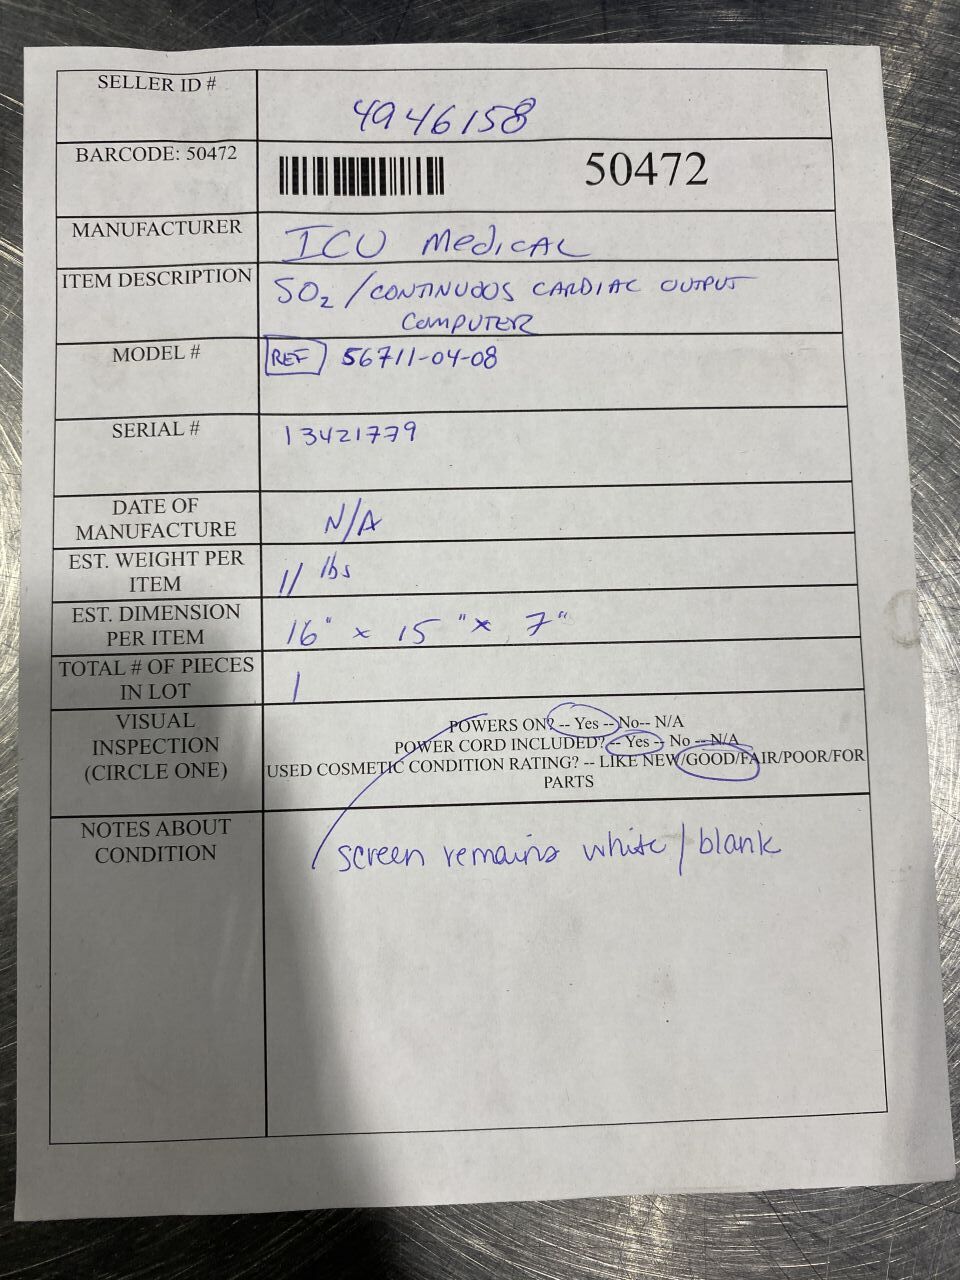 SELLER ID #
4946158
BARCODE: 50472
50472
MANUFACTURER
ICU Medical
ITEM DESCRIPTION
SO₂ / CONTINUOUS CARDIAC OUTPUT
COMPUTER
MODEL #
REF 56711-04-08
SERIAL #
13421779
DATE OF
MANUFACTURE
N/A
EST. WEIGHT PER
ITEM
11 lbs
EST. DIMENSION
PER ITEM
16" x 15" x 7"
TOTAL # OF PIECES
IN LOT
1
VISUAL
INSPECTION
(CIRCLE ONE)
POWERS ON? -- Yes -- No-- N/A
POWER CORD INCLUDED? -- Yes -- No -- N/A
USED COSMETIC CONDITION RATING? -- LIKE NEW/GOOD/FAIR/POOR/FOR
PARTS
NOTES ABOUT
CONDITION
screen remains white / blank